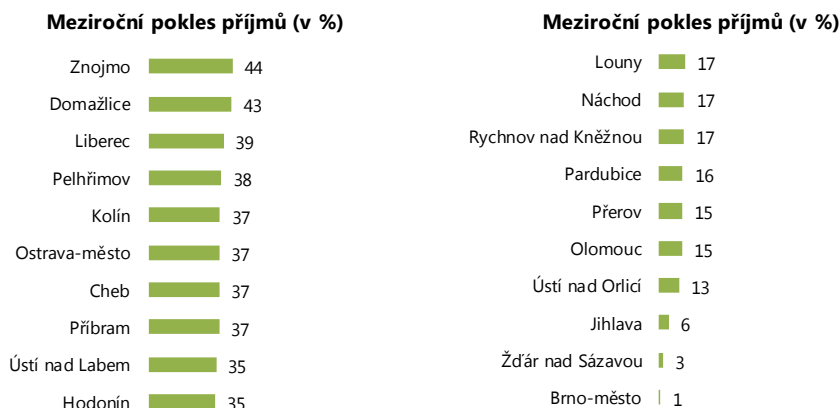 Meziroční pokles příjmů (v %)
Znojmo 44
Domažlice 43
Liberec 39
Pelhřimov 38
Kolín 37
Ostrava-město 37
Cheb 37
Příbram 37
Ústí nad Labem 35
Hodonín 35
Meziroční pokles příjmů (v %)
Louny 17
Náchod 17
Rychnov nad Kněžnou 17
Pardubice 16
Přerov 15
Olomouc 15
Ústí nad Orlicí 13
Jihlava 6
Žďár nad Sázavou 3
Brno-město 1